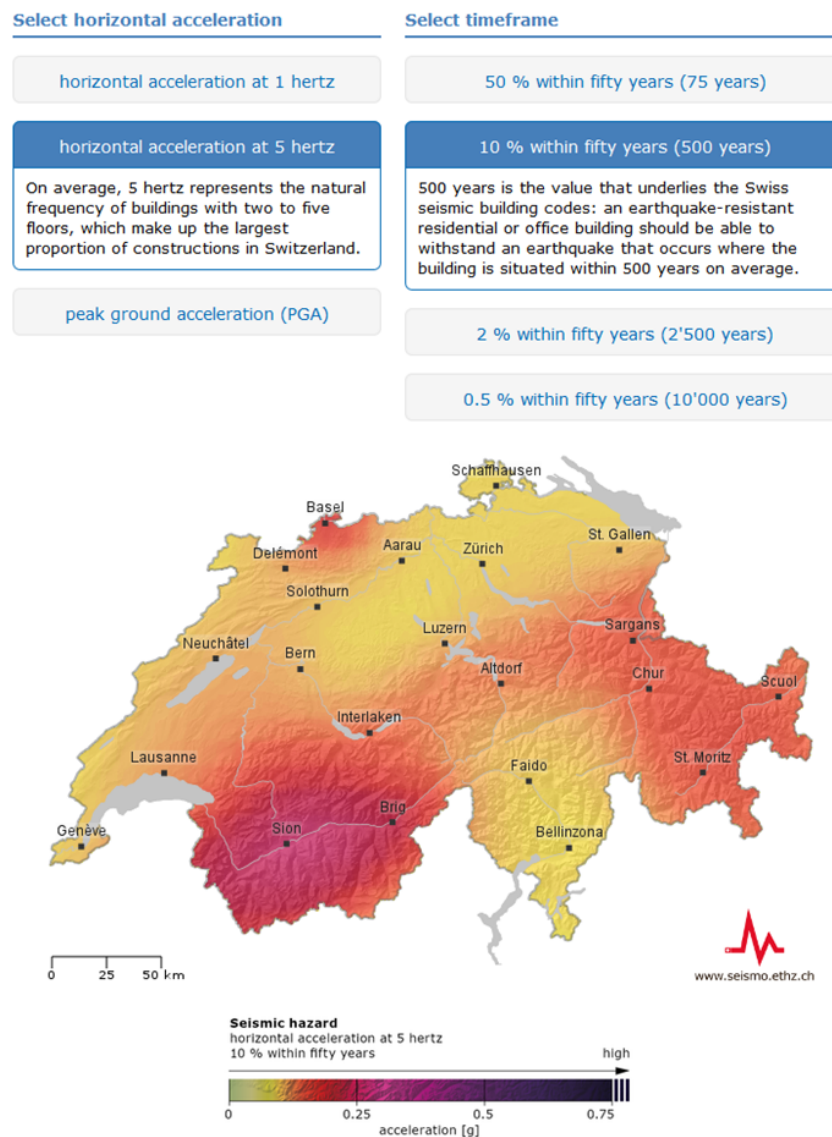 Select horizontal acceleration
horizontal acceleration at 1 hertz
horizontal acceleration at 5 hertz
On average, 5 hertz represents the natural
frequency of buildings with two to five
floors, which make up the largest
proportion of constructions in Switzerland.
peak ground acceleration (PGA)
Select timeframe
50 % within fifty years (75 years)
10 % within fifty years (500 years)
500 years is the value that underlies the Swiss
seismic building codes: an earthquake-resistant
residential or office building should be able to
withstand an earthquake that occurs where the
building is situated within 500 years on average.
2 % within fifty years (2'500 years)
0.5 % within fifty years (10'000 years)
Schaffhausen
Basel
Aarau
Zürich
St. Gallen
Delémont
Solothurn
Luzern
Sargans
Neuchâtel
Bern
Altdorf
Chur
Scuol
Interlaken
Lausanne
Faido
St. Moritz
Brig
Genève
Sion
Bellinzona
0 25 50 km
www.seismo.ethz.ch
Seismic hazard
horizontal acceleration at 5 hertz
10 % within fifty years
high
0 0.25 0.5 0.75
acceleration [g]